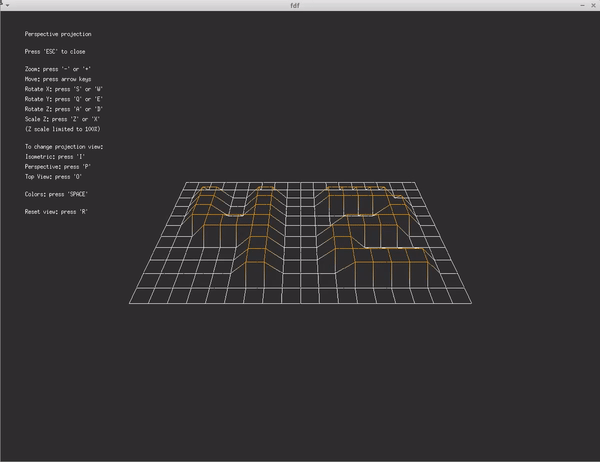 fdf
Perspective projection
Press 'ESC' to close
Zoom: press '-' or '+'
Move: press arrow keys
Rotate X: press 'S' or 'W'
Rotate Y: press 'Q' or 'E'
Rotate Z: press 'A' or 'D'
Scale Z: press 'Z' or 'X'
(Z scale limited to 100%)
To change projection view:
Isometric: press 'I'
Perspective: press 'P'
Top View: press 'O'
Colors: press 'SPACE'
Reset view: press 'R'
42